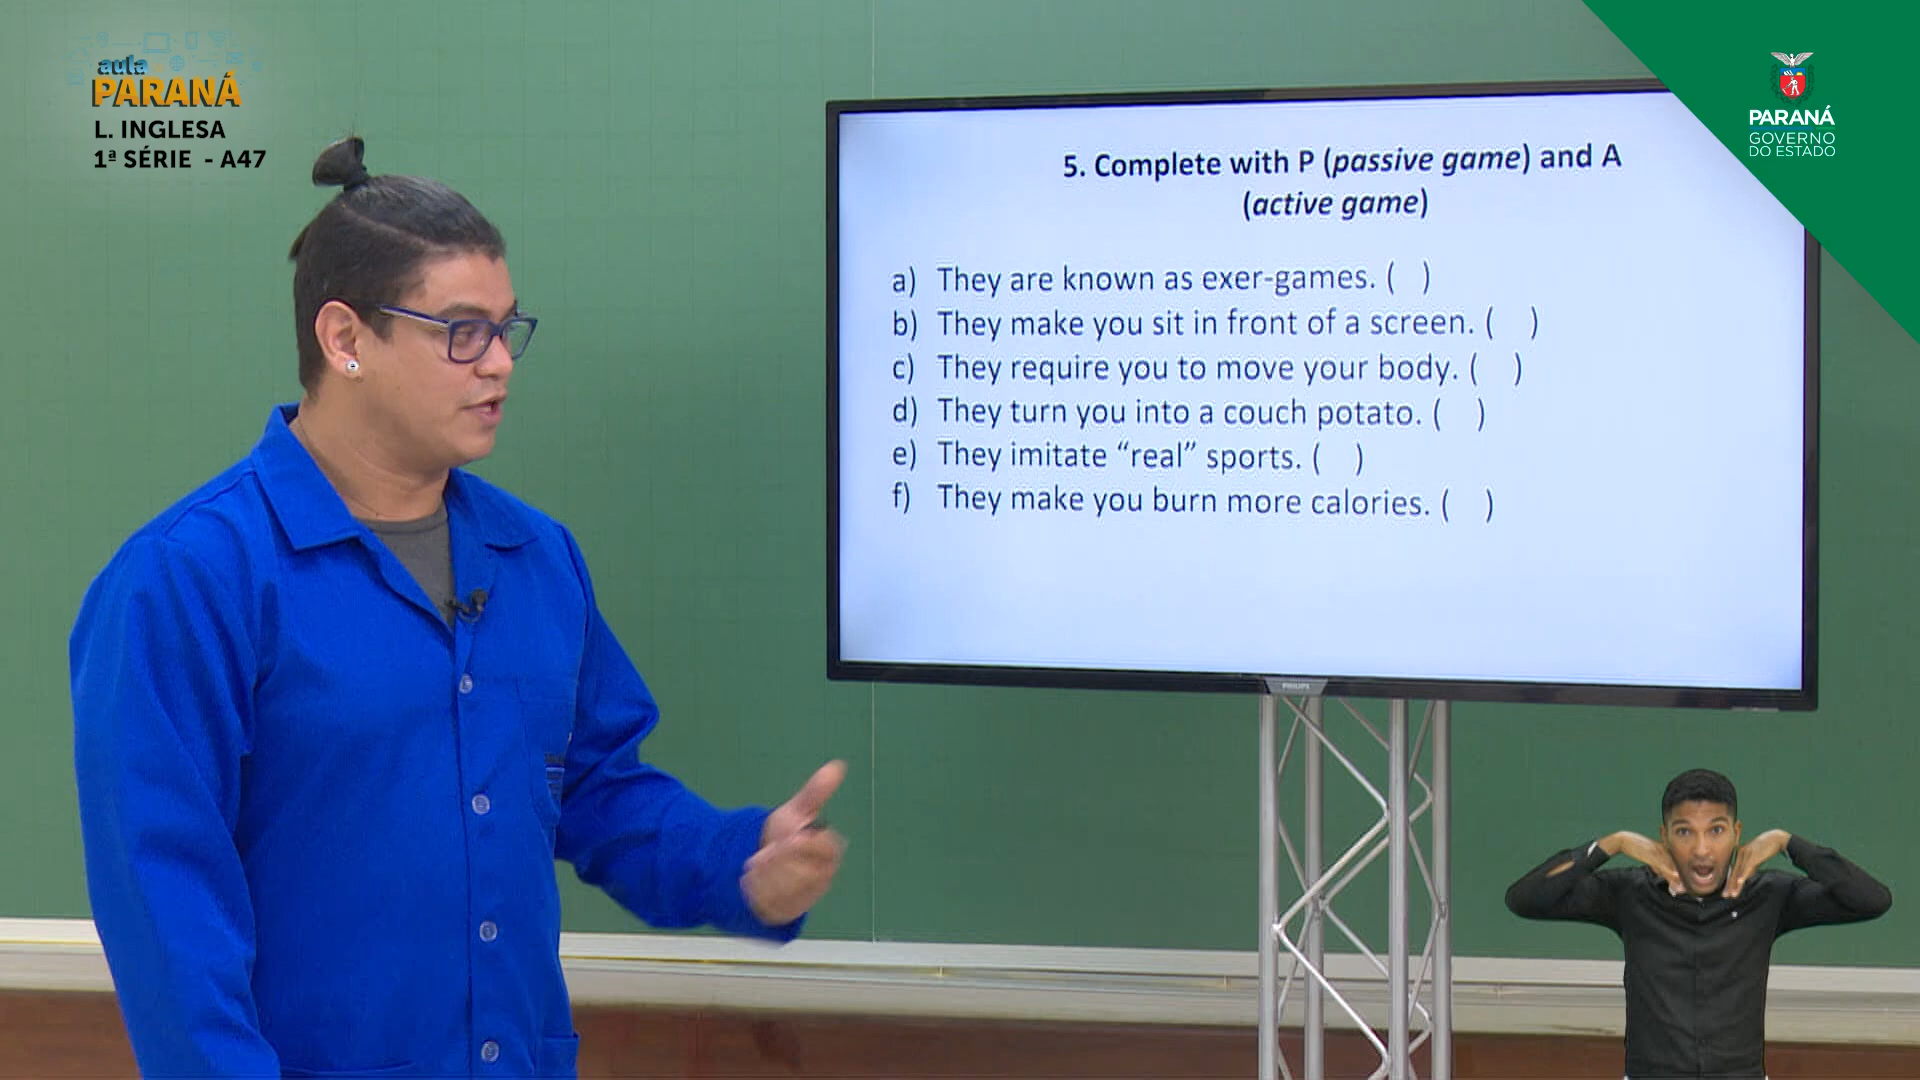 aula
PARANÁ
L. INGLESA
1ª SÉRIE - A47
PARANÁ
GOVERNO
DO ESTADO
5. Complete with P (passive game) and A
(active game)
a) They are known as exer-games. ( )
b) They make you sit in front of a screen. ( )
c) They require you to move your body. ( )
d) They turn you into a couch potato. ( )
e) They imitate “real” sports. ( )
f) They make you burn more calories. ( )
PHILIPS